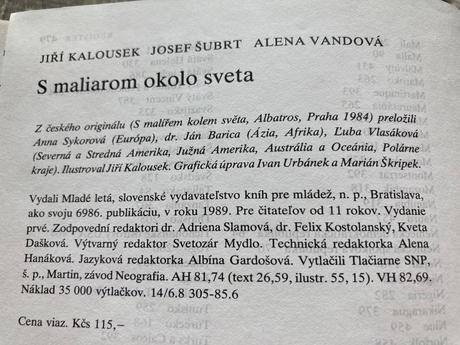 JIŘÍ KALOUSEK JOSEF ŠUBRT ALENA VANDOVÁ
S maliarom okolo sveta
Z českého originálu (S malířem kolem světa, Albatros, Praha 1984) preložili
Anna Sykorová (Európa), dr. Ján Barica (Ázia, Afrika), Ľuba Vlasáková
(Severná a Stredná Amerika, Južná Amerika, Austrália a Oceánia, Polárne
kraje). Ilustroval Jiří Kalousek. Grafická úprava Ivan Urbánek a Marián Škripek.
Vydali Mladé letá, slovenské vydavateľstvo kníh pre mládež, n. p., Bratislava,
ako svoju 6986. publikáciu, v roku 1989. Pre čitateľov od 11 rokov. Vydanie
prvé. Zodpovední redaktori dr. Adriena Slamová, dr. Felix Kostolanský, Kveta
Dašková. Výtvarný redaktor Svetozár Mydlo. Technická redaktorka Alena
Hanáková. Jazyková redaktorka Albína Gardošová. Vytlačili Tlačiarne SNP,
š. p., Martin, závod Neografia. AH 81,74 (text 26,59, ilustr. 55, 15). VH 82,69.
Náklad 35 000 výtlačkov. 14/6.8 305-85.6
Cena viaz. Kčs 115,–